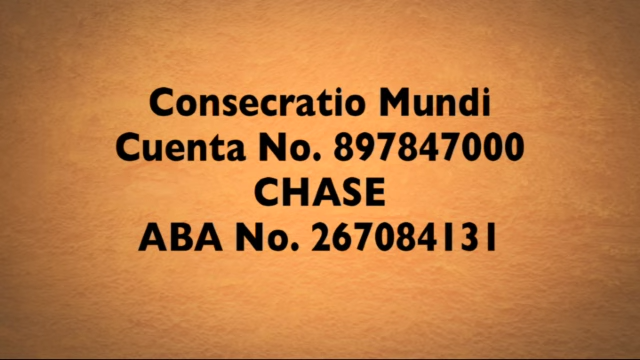 Consecratio Mundi
Cuenta No. 897847000
CHASE
ABA No. 267084131